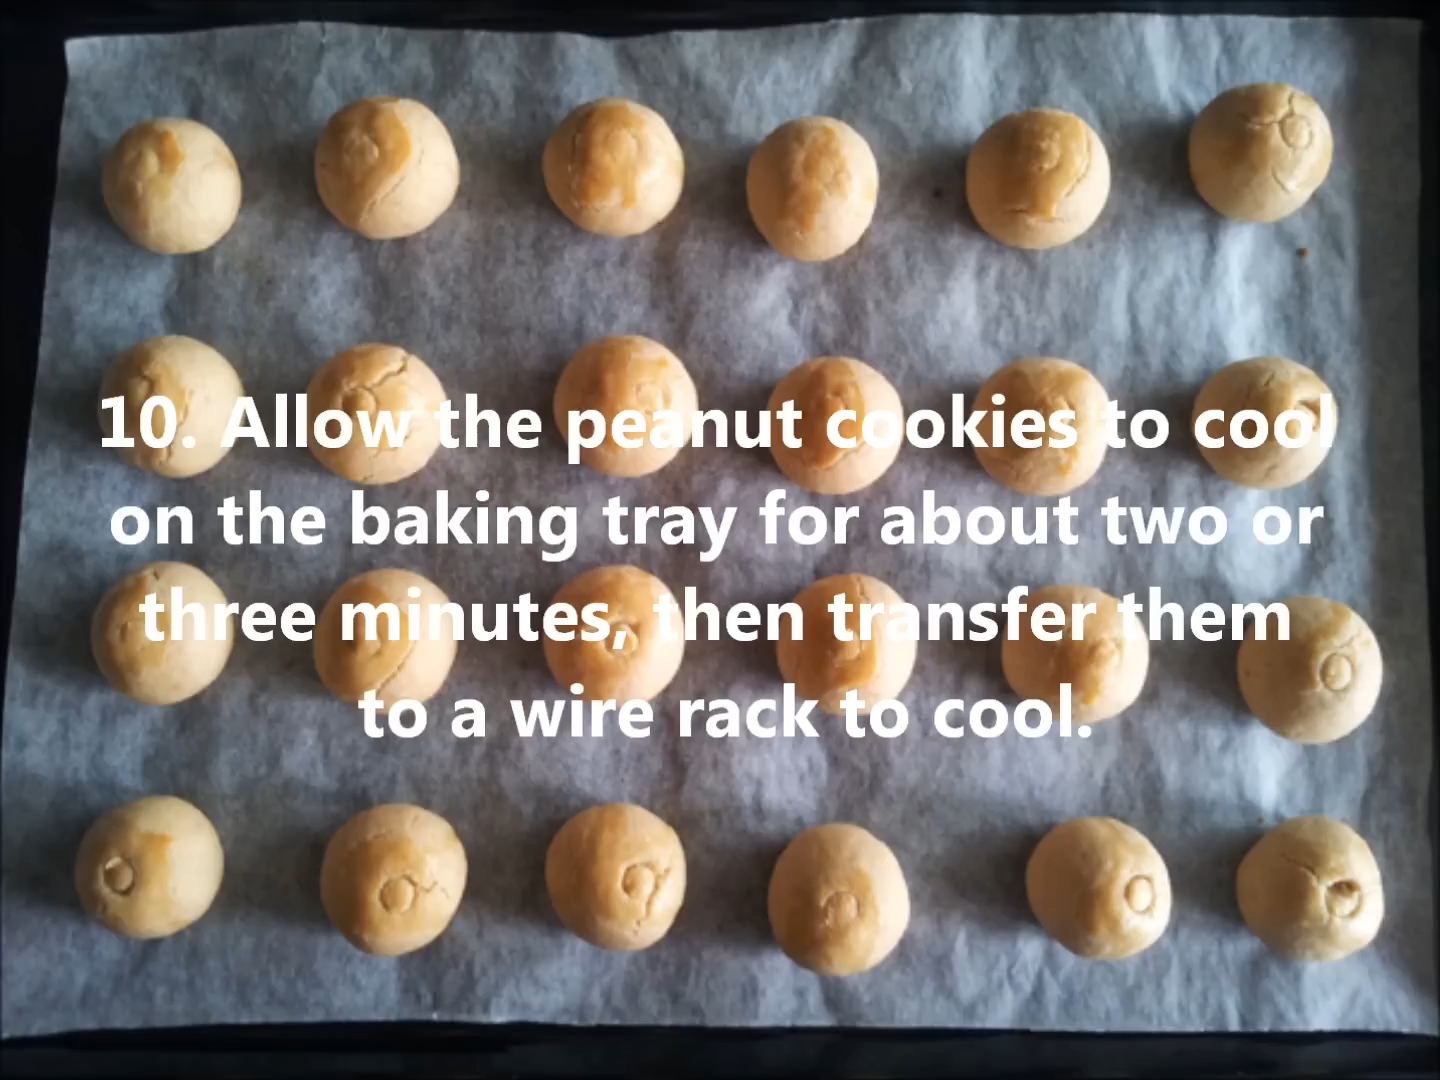 10. Allow the peanut cookies to cool
on the baking tray for about two or
three minutes, then transfer them
to a wire rack to cool.